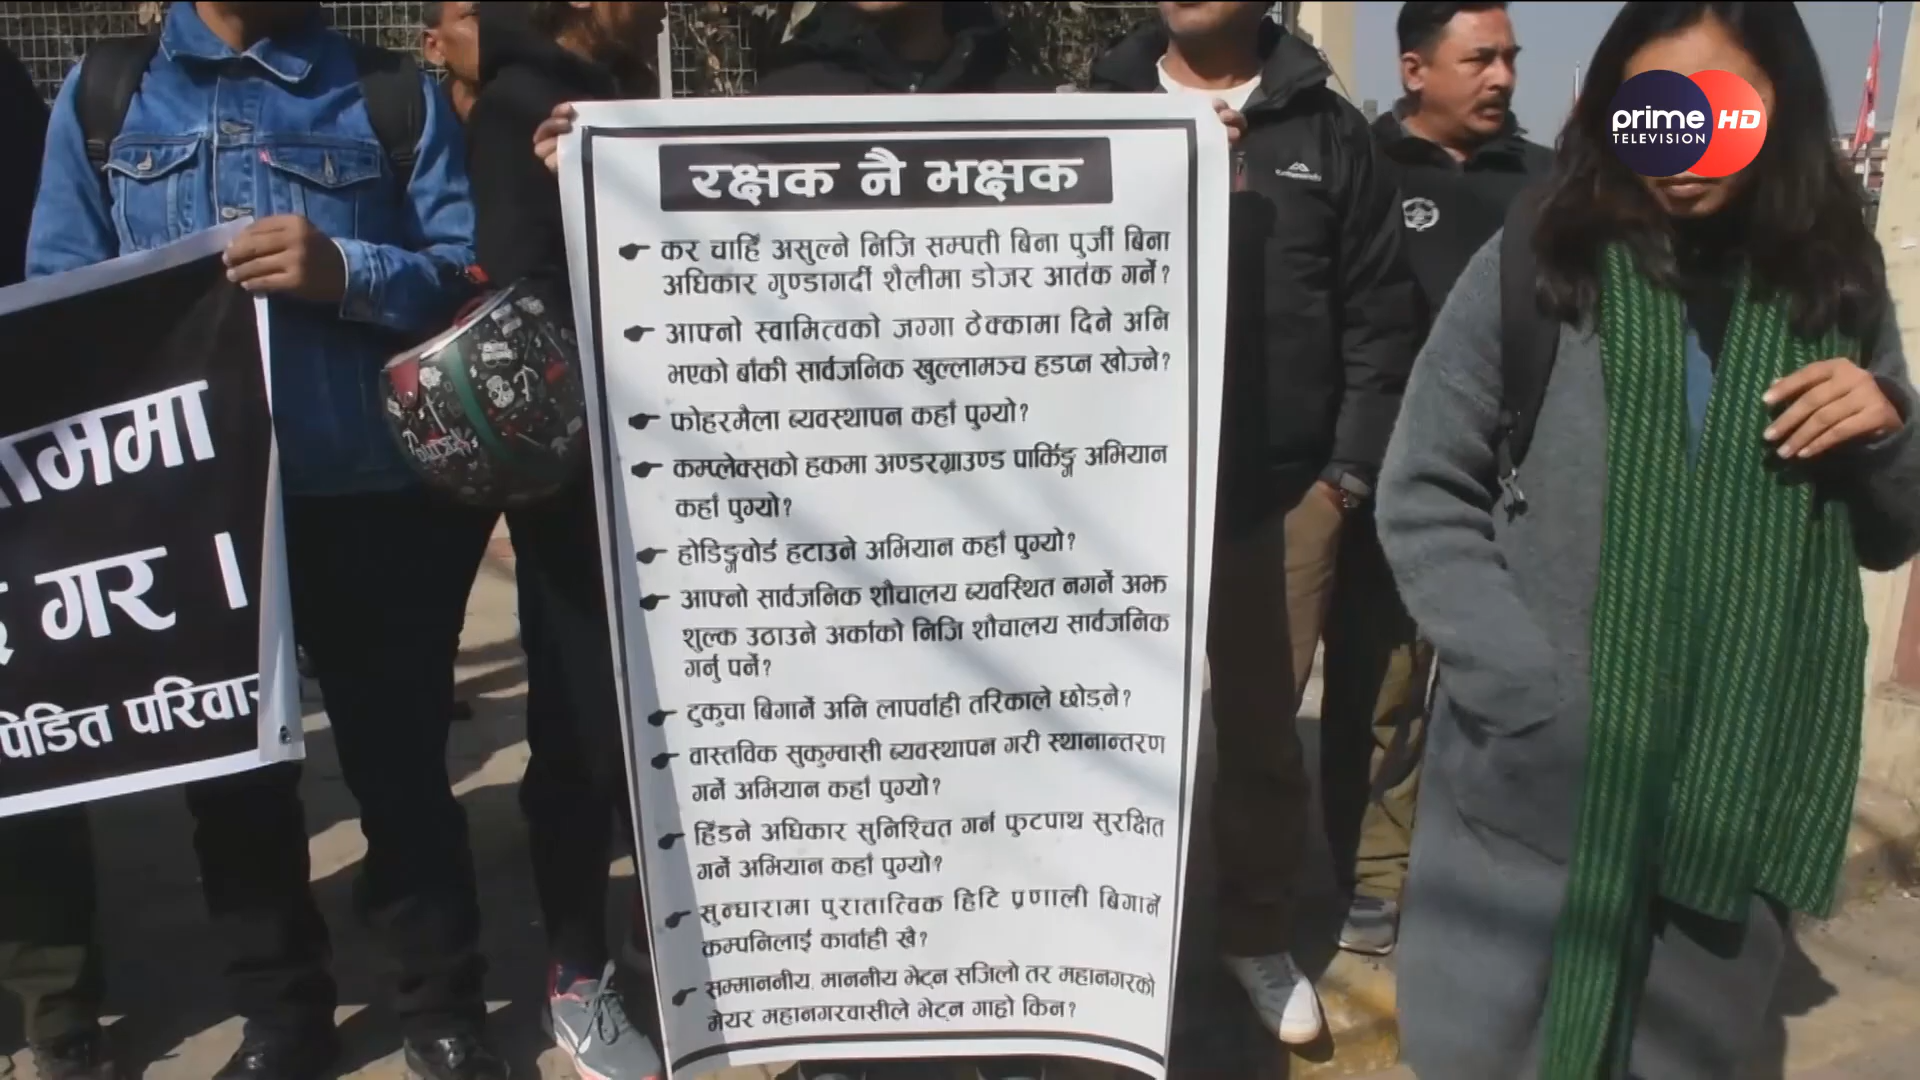 prime HD
TELEVISION
रक्षक नै भक्षक
कर चाहिँ असुल्ने निजि सम्पती बिना पुर्जी बिना
अधिकार गुण्डागर्दी शैलीमा डोजर आतंक गर्ने?
आफ्नो स्वामित्वको जग्गा ठेक्कामा दिने अनि
भएको बाँकी सार्वजनिक खुल्लामञ्च हडप्न खोज्ने?
फोहरमैला ब्यवस्थापन कहाँ पुग्यो?
कम्प्लेक्सको हकमा अण्डरग्राउण्ड पार्किङ्ग अभियान
कहाँ पुग्यो?
होडिङ्गवोर्ड हटाउने अभियान कहाँ पुग्यो?
आफ्नो सार्वजनिक शौचालय ब्यवस्थित नगर्ने अझ
शुल्क उठाउने अर्काको निजि शौचालय सार्वजनिक
गर्नु पर्ने?
टुकुचा बिगार्ने अनि लापर्वाही तरिकाले छोड्ने?
वास्तविक सुकुम्वासी ब्यवस्थापन गरी स्थानान्तरण
गर्ने अभियान कहाँ पुग्यो?
हिँडने अधिकार सुनिश्चित गर्न फुटपाथ सुरक्षित
गर्ने अभियान कहाँ पुग्यो?
सुन्धारामा पुरातात्विक हिटि प्रणाली बिगार्ने
कम्पनिलाई कार्वाही खै?
सम्माननीय, माननीय भेट्न सजिलो तर महानगरको
मेयर महानगरवासीले भेट्न गाह्रो किन?
गर ।
पिडित परिवार